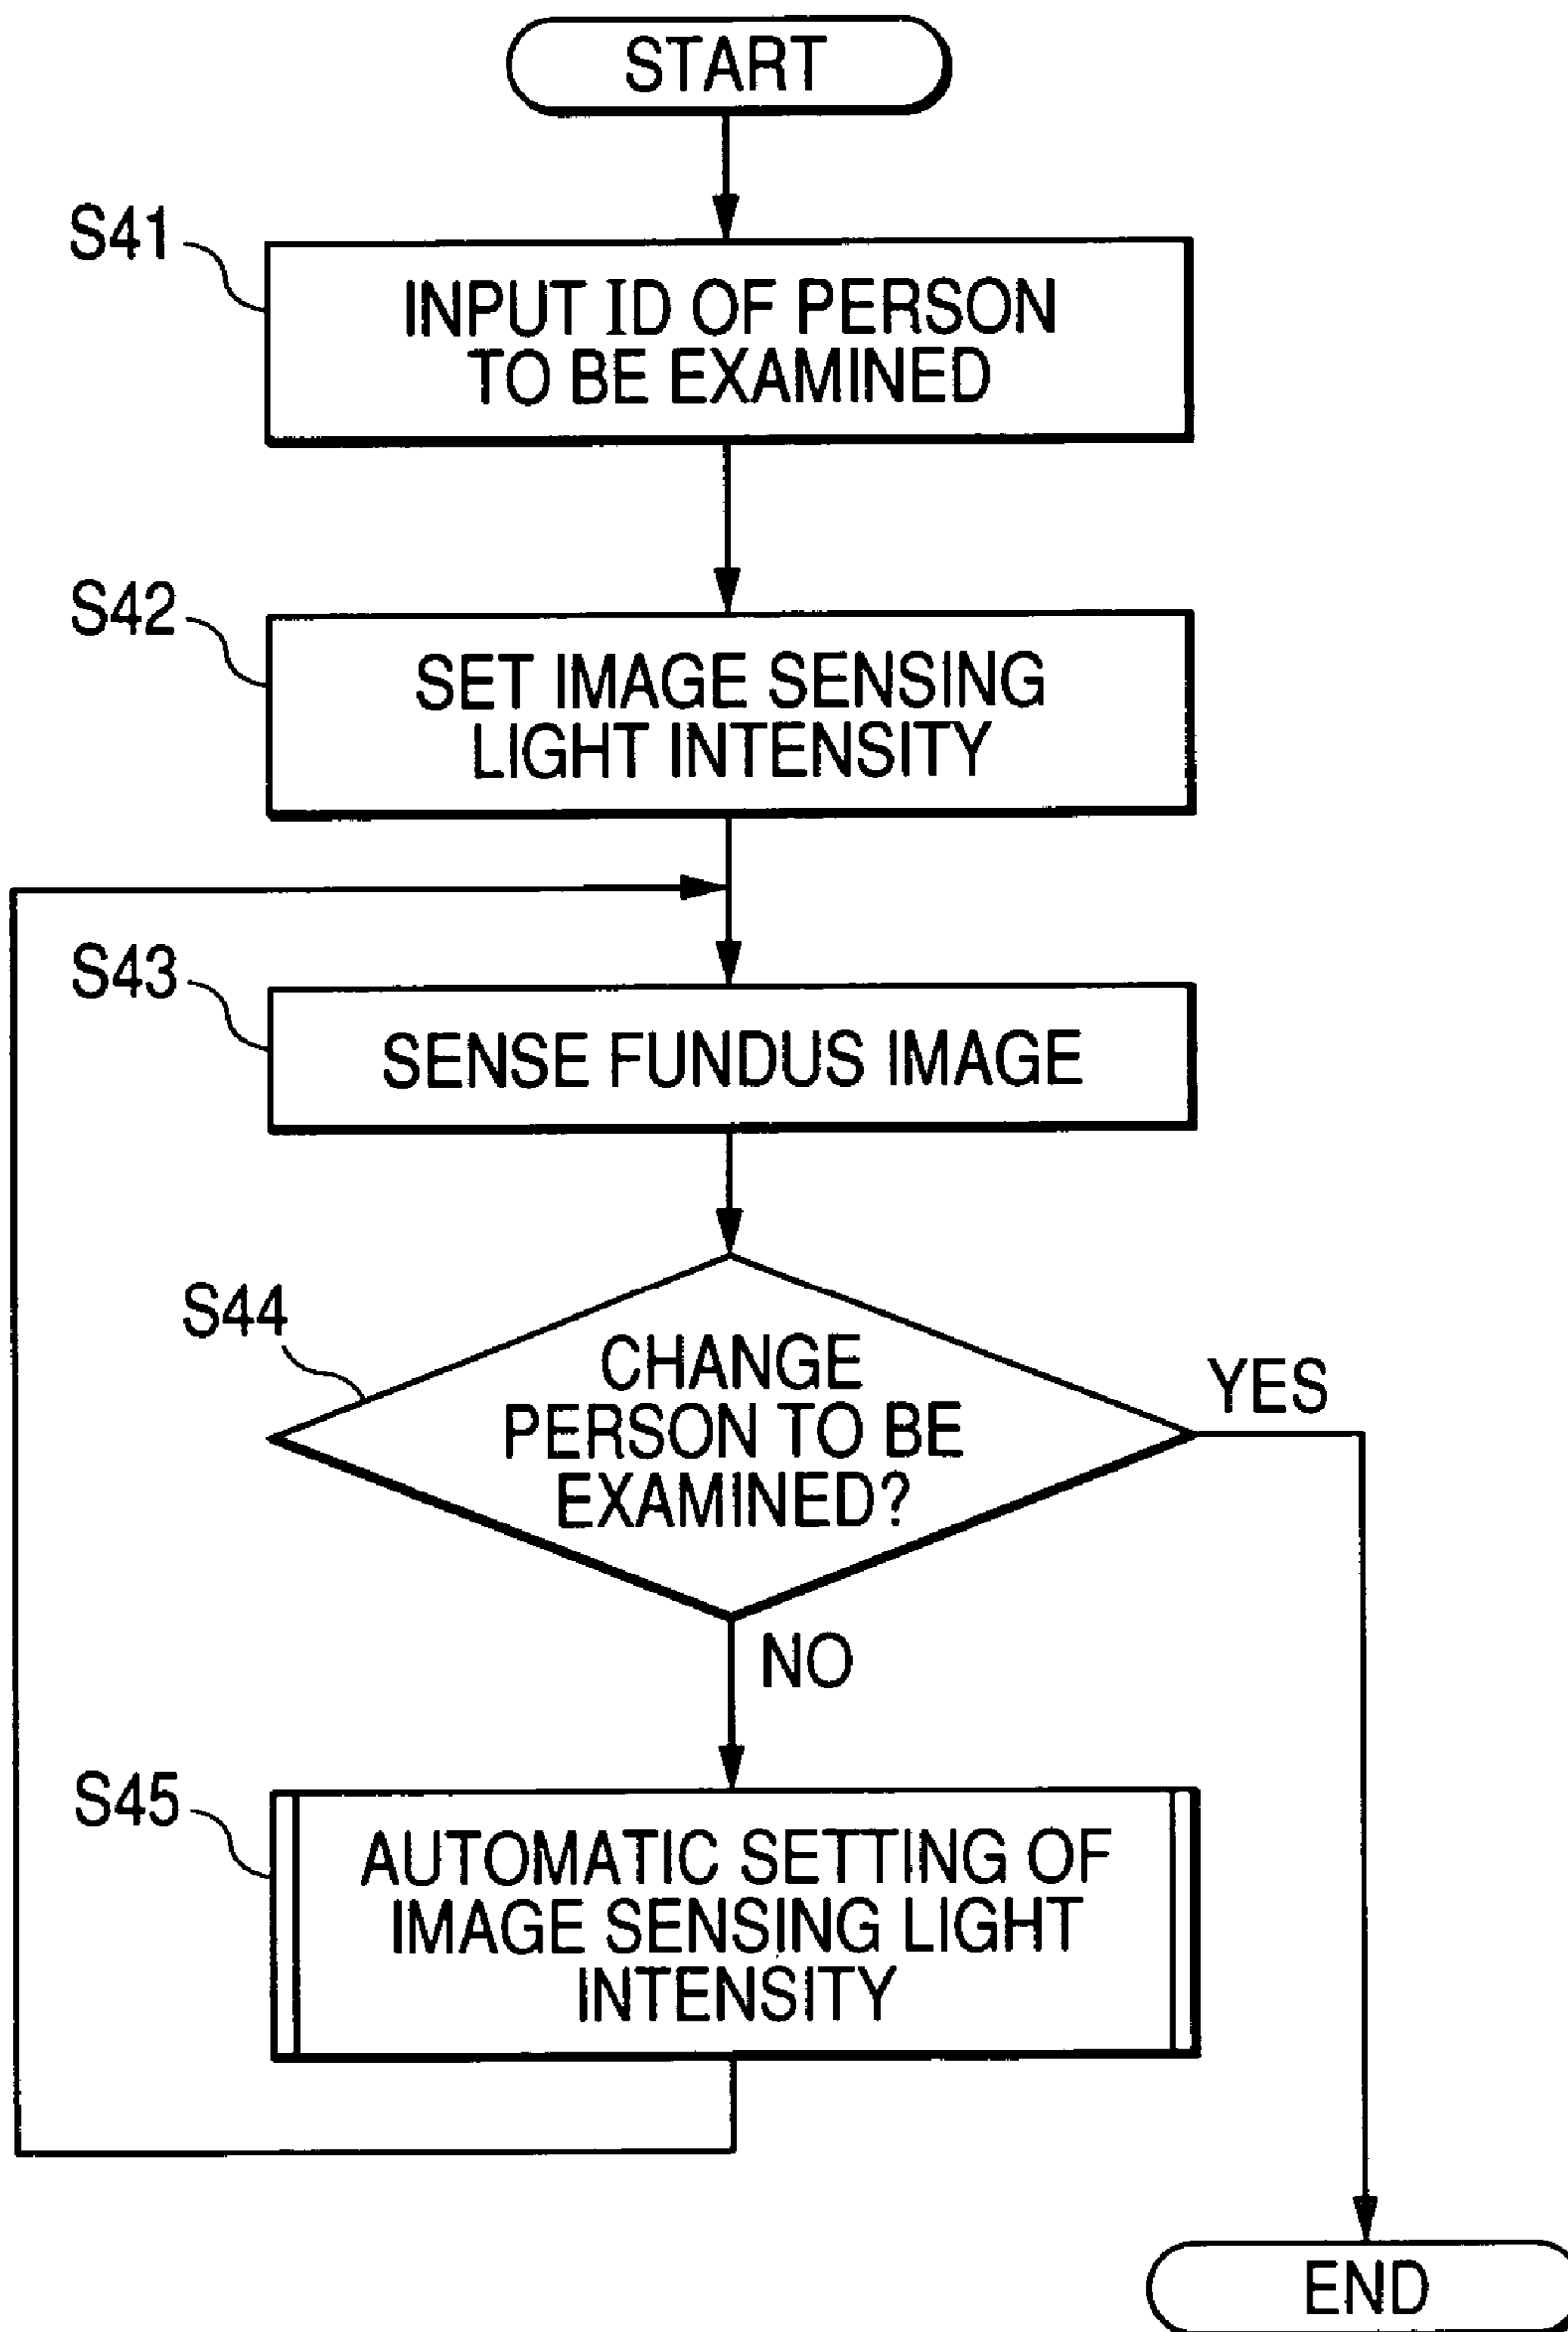 START
S41
INPUT ID OF PERSON
TO BE EXAMINED
S42
SET IMAGE SENSING
LIGHT INTENSITY
S43
SENSE FUNDUS IMAGE
S44
CHANGE
PERSON TO BE
EXAMINED?
YES
NO
S45
AUTOMATIC SETTING OF
IMAGE SENSING LIGHT
INTENSITY
END